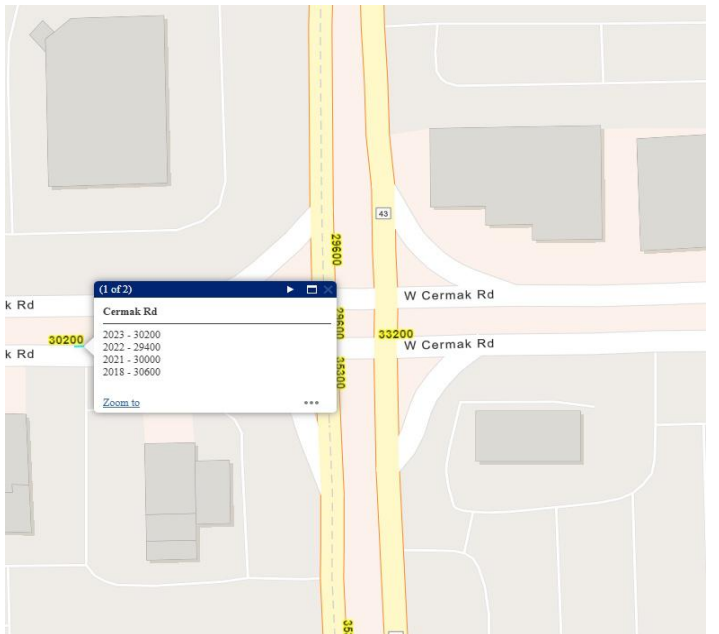 43
29600
(1 of 2)
Cermak Rd
2023 - 30200
2022 - 29400
2021 - 30000
2018 - 30600
Zoom to
k Rd
W Cermak Rd
29600
30200
33200
k Rd
W Cermak Rd
35300